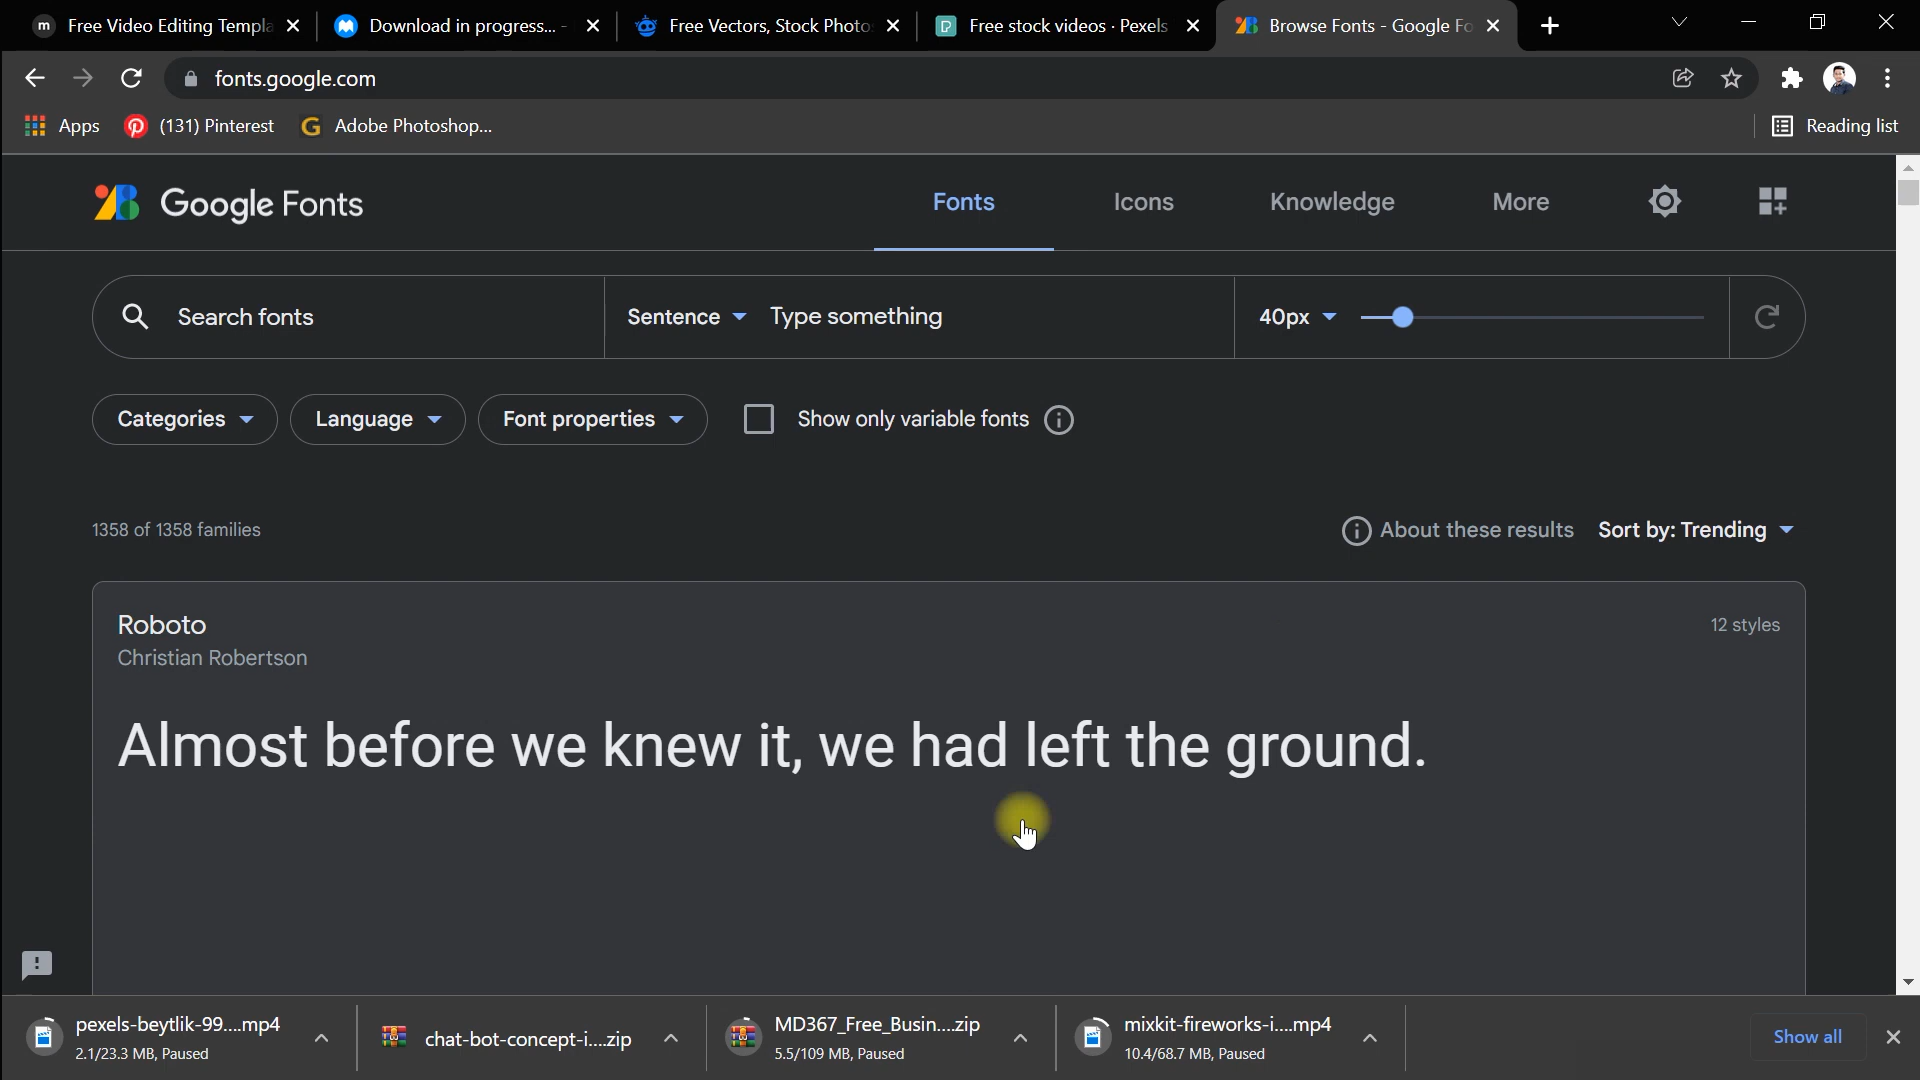 m Free Video Editing Templa
Download in progress... -
Free Vectors, Stock Photo
Free stock videos · Pexels
Browse Fonts - Google Fo
fonts.google.com
Apps
(131) Pinterest
Adobe Photoshop...
Reading list
Google Fonts
Fonts
Icons
Knowledge
More
Search fonts
Sentence
Type something
40px
Categories
Language
Font properties
Show only variable fonts
1358 of 1358 families
About these results
Sort by: Trending
Roboto
12 styles
Christian Robertson
Almost before we knew it, we had left the ground.
pexels-beytlik-99....mp4
2.1/23.3 MB, Paused
chat-bot-concept-i....zip
MD367_Free_Busin....zip
5.5/109 MB, Paused
mixkit-fireworks-i....mp4
10.4/68.7 MB, Paused
Show all